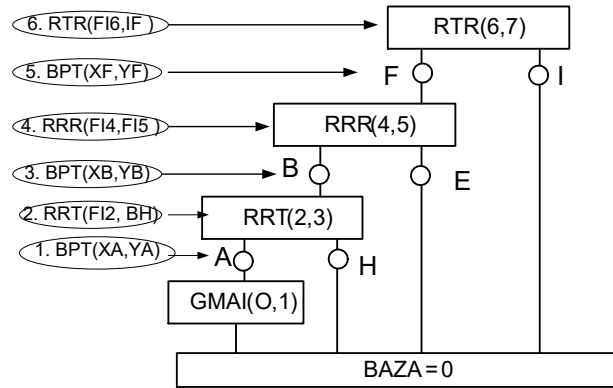 6. RTR(FI6,IF )
RTR(6,7)
5. BPT(XF,YF)
F
I
4. RRR(FI4,FI5
RRR(4,5)
3. BPT(XB,YB)
B
E
2. RRT(FI2, BH)
RRT(2,3)
1. BPT(XA,YA)
A
H
GMAI(O,1)
BAZA=0